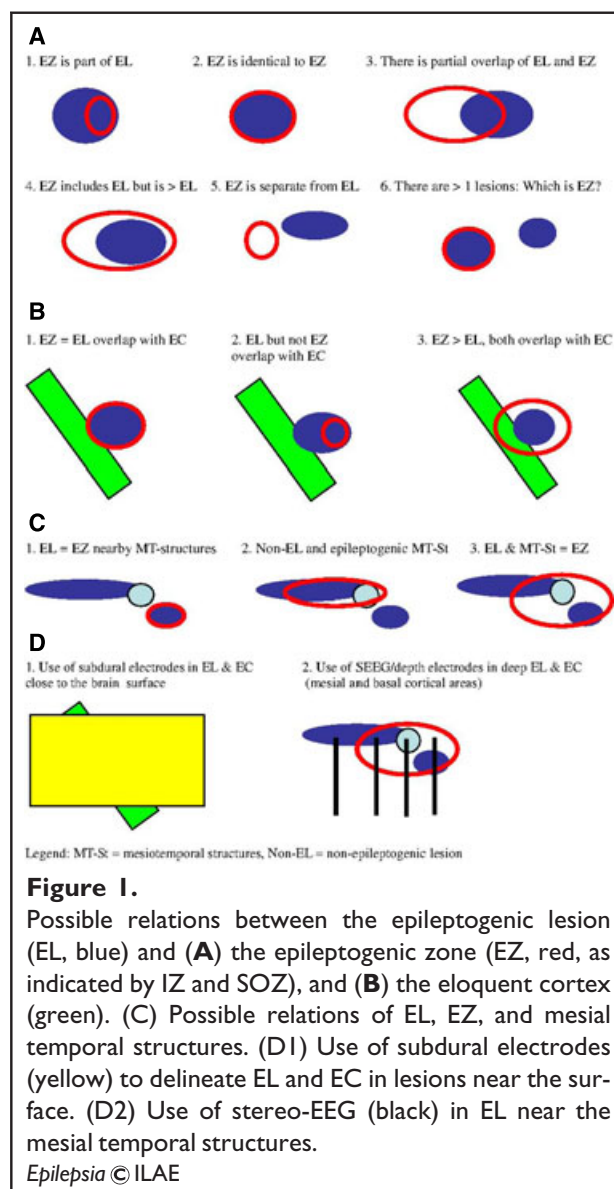 A
1. EZ is part of EL 2. EZ is identical to EZ 3. There is partial overlap of EL and EZ
4. EZ includes EL but is > EL 5. EZ is separate from EL 6. There are > 1 lesions: Which is EZ?
B
1. EZ = EL overlap with EC 2. EL but not EZ 3. EZ > EL, both overlap with EC
overlap with EC
C
1. EL = EZ nearby MT-structures 2. Non-EL and epileptogenic MT-St 3. EL & MT-St = EZ
D
1. Use of subdural electrodes in EL & EC 2. Use of SEEG/depth electrodes in deep EL & EC
close to the brain surface (mesial and basal cortical areas)
Legend: MT-St = mesiotemporal structures, Non-EL = non-epileptogenic lesion
Figure 1.
Possible relations between the epileptogenic lesion
(EL, blue) and (A) the epileptogenic zone (EZ, red, as
indicated by IZ and SOZ), and (B) the eloquent cortex
(green). (C) Possible relations of EL, EZ, and mesial
temporal structures. (D1) Use of subdural electrodes
(yellow) to delineate EL and EC in lesions near the sur-
face. (D2) Use of stereo-EEG (black) in EL near the
mesial temporal structures.
Epilepsia © ILAE